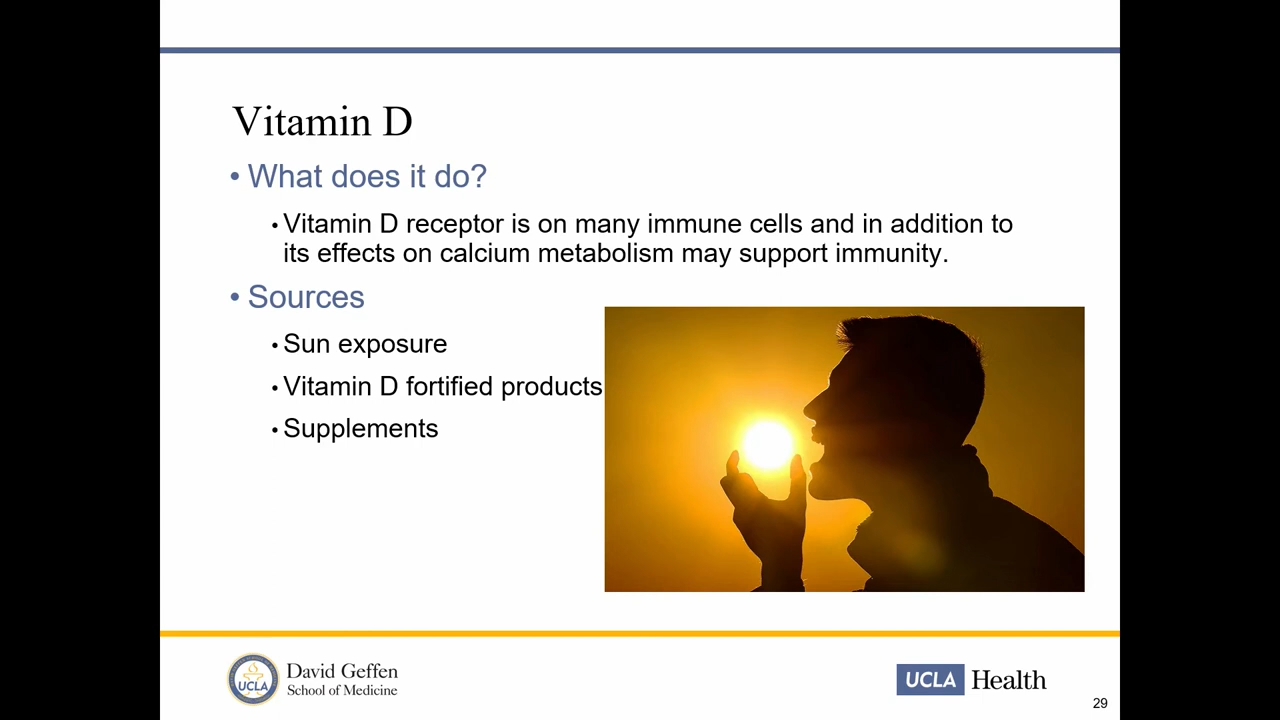 Vitamin D
• What does it do?
• Vitamin D receptor is on many immune cells and in addition to
its effects on calcium metabolism may support immunity.
• Sources
• Sun exposure
• Vitamin D fortified products
• Supplements
UCLA
David Geffen
School of Medicine
UCLA Health
29